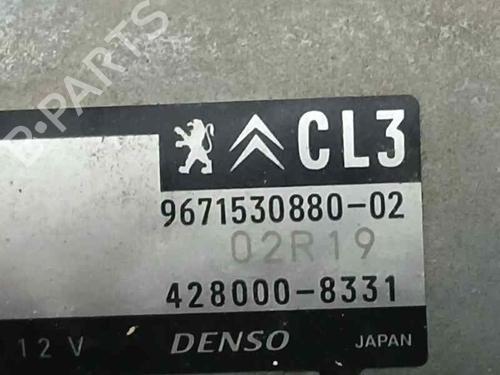 B-PARTS
CL3
9671530880-02
02R19
428000-8331
12V DENSO JAPAN